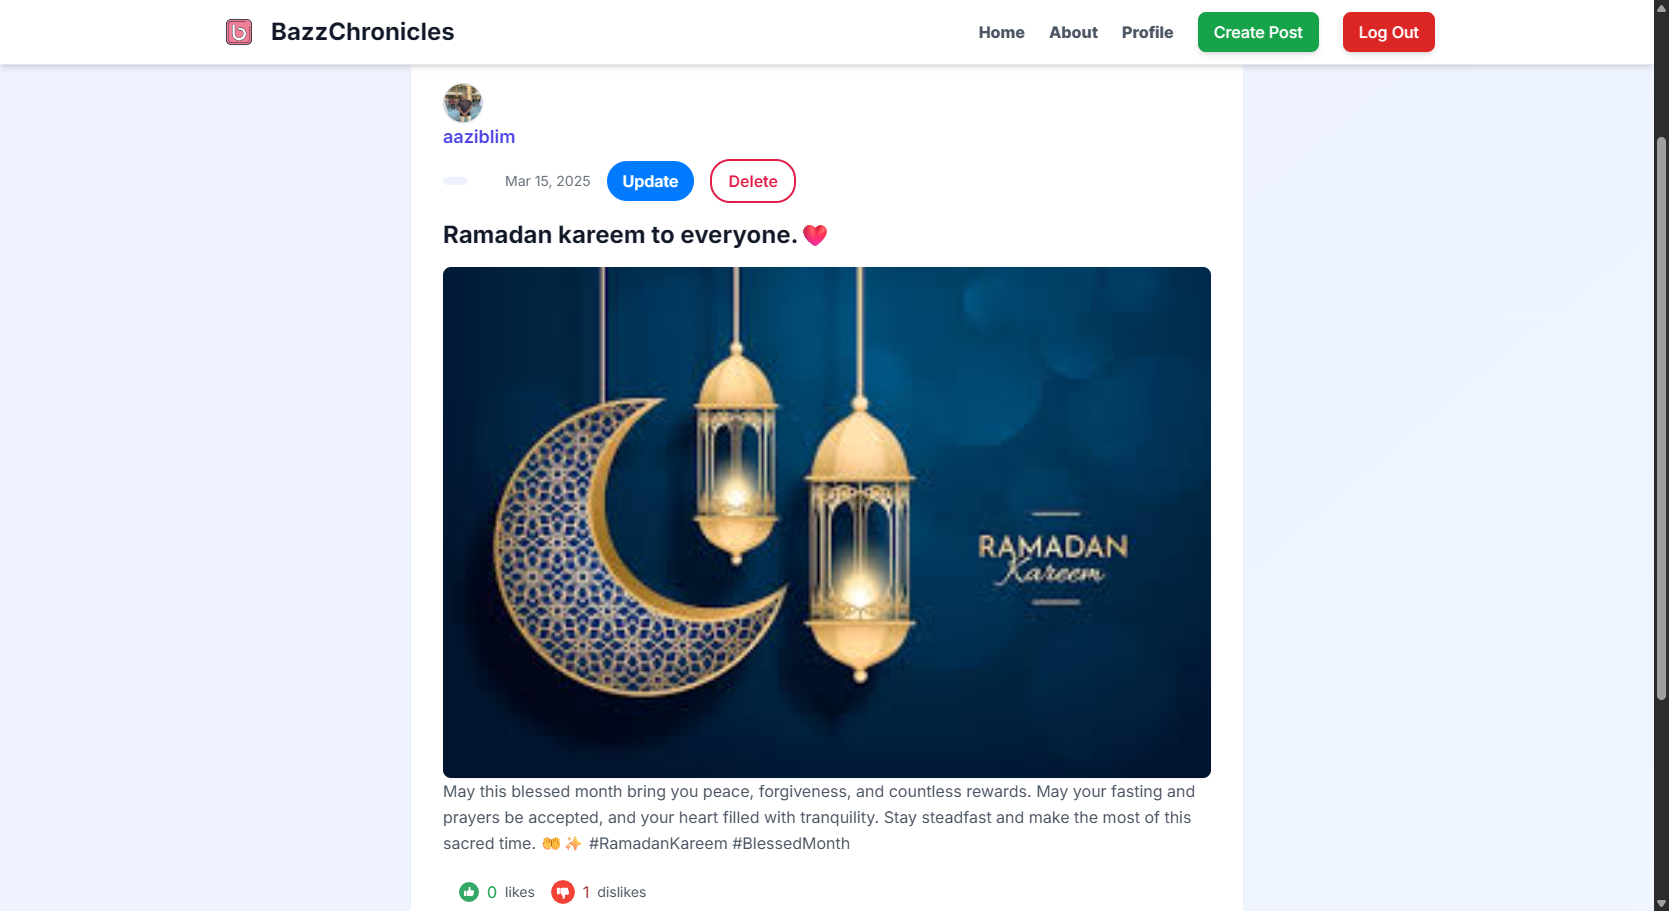 BazzChronicles
Home
About
Profile
Create Post
Log Out
aaziblim
Mar 15, 2025
Update
Delete
Ramadan kareem to everyone. ❤️
RAMADAN
Kareem
May this blessed month bring you peace, forgiveness, and countless rewards. May your fasting and
prayers be accepted, and your heart filled with tranquility. Stay steadfast and make the most of this
sacred time. 🤲✨ #RamadanKareem #BlessedMonth
0 likes
1 dislikes